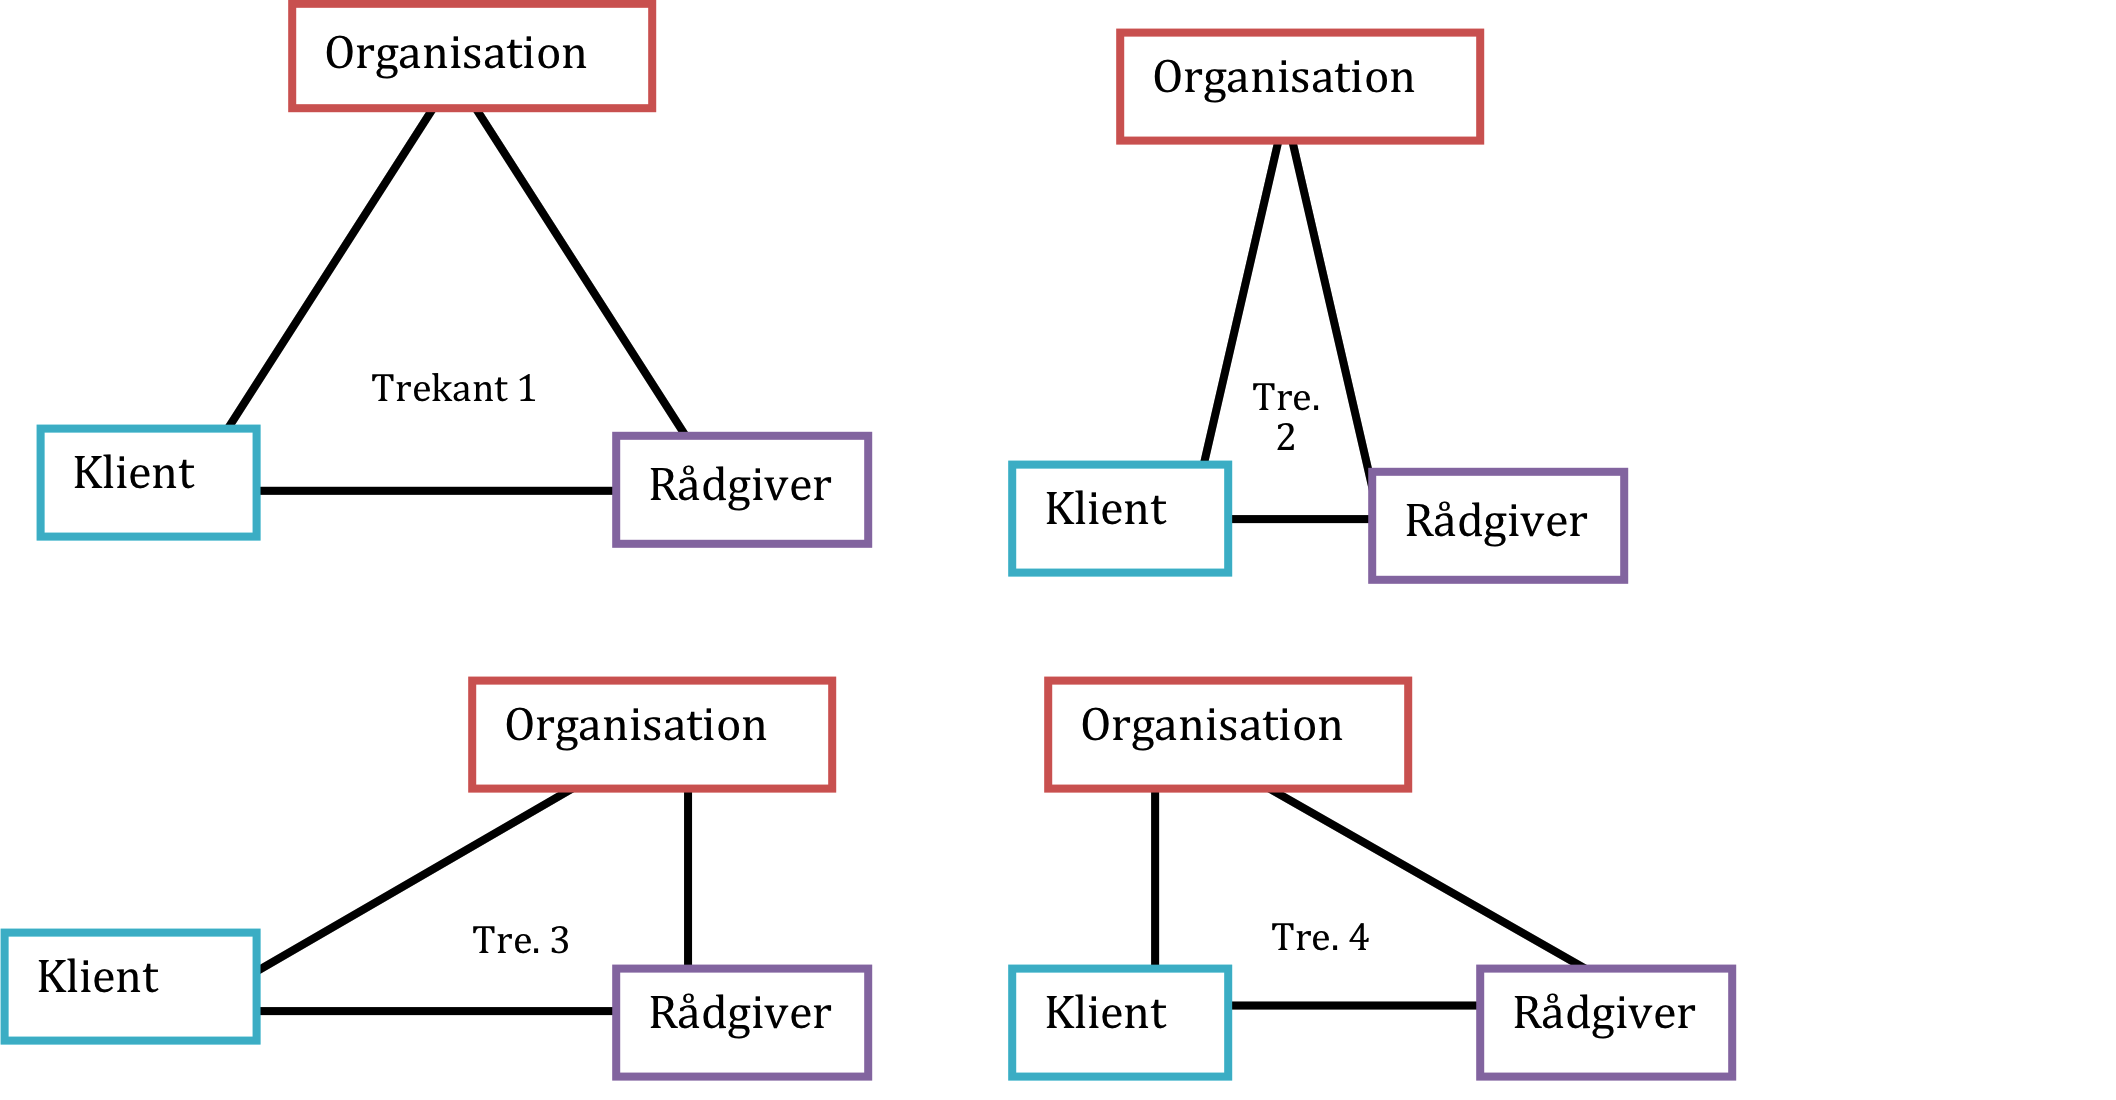 Organisation
Trekant 1
Klient
Rådgiver
Organisation
Tre.
2
Klient
Rådgiver
Organisation
Tre. 3
Klient
Rådgiver
Organisation
Tre. 4
Klient
Rådgiver